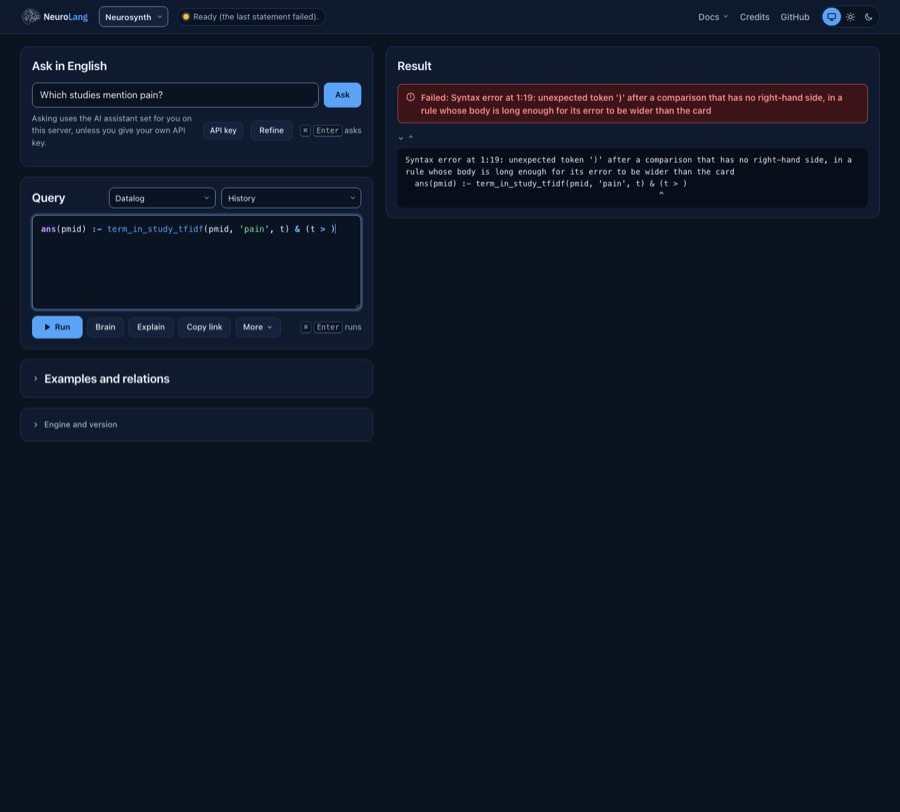 NeuroLang
Neurosynth
Ready (the last statement failed).
Docs
Credits
GitHub
Ask in English
Which studies mention pain?
Ask
Asking uses the AI assistant set for you on
this server, unless you give your own API
key.
API key
Refine
⌘ Enter asks
Query
Datalog
History
ans(pmid) :- term_in_study_tfidf(pmid, 'pain', t) & (t > )
Run
Brain
Explain
Copy link
More
⌘ Enter runs
Examples and relations
Engine and version
Result
Failed: Syntax error at 1:19: unexpected token ')' after a comparison that has no right-hand side, in a
rule whose body is long enough for its error to be wider than the card
Syntax error at 1:19: unexpected token ')' after a comparison that has no right-hand side, in a
rule whose body is long enough for its error to be wider than the card
ans(pmid) :- term_in_study_tfidf(pmid, 'pain', t) & (t > )
^